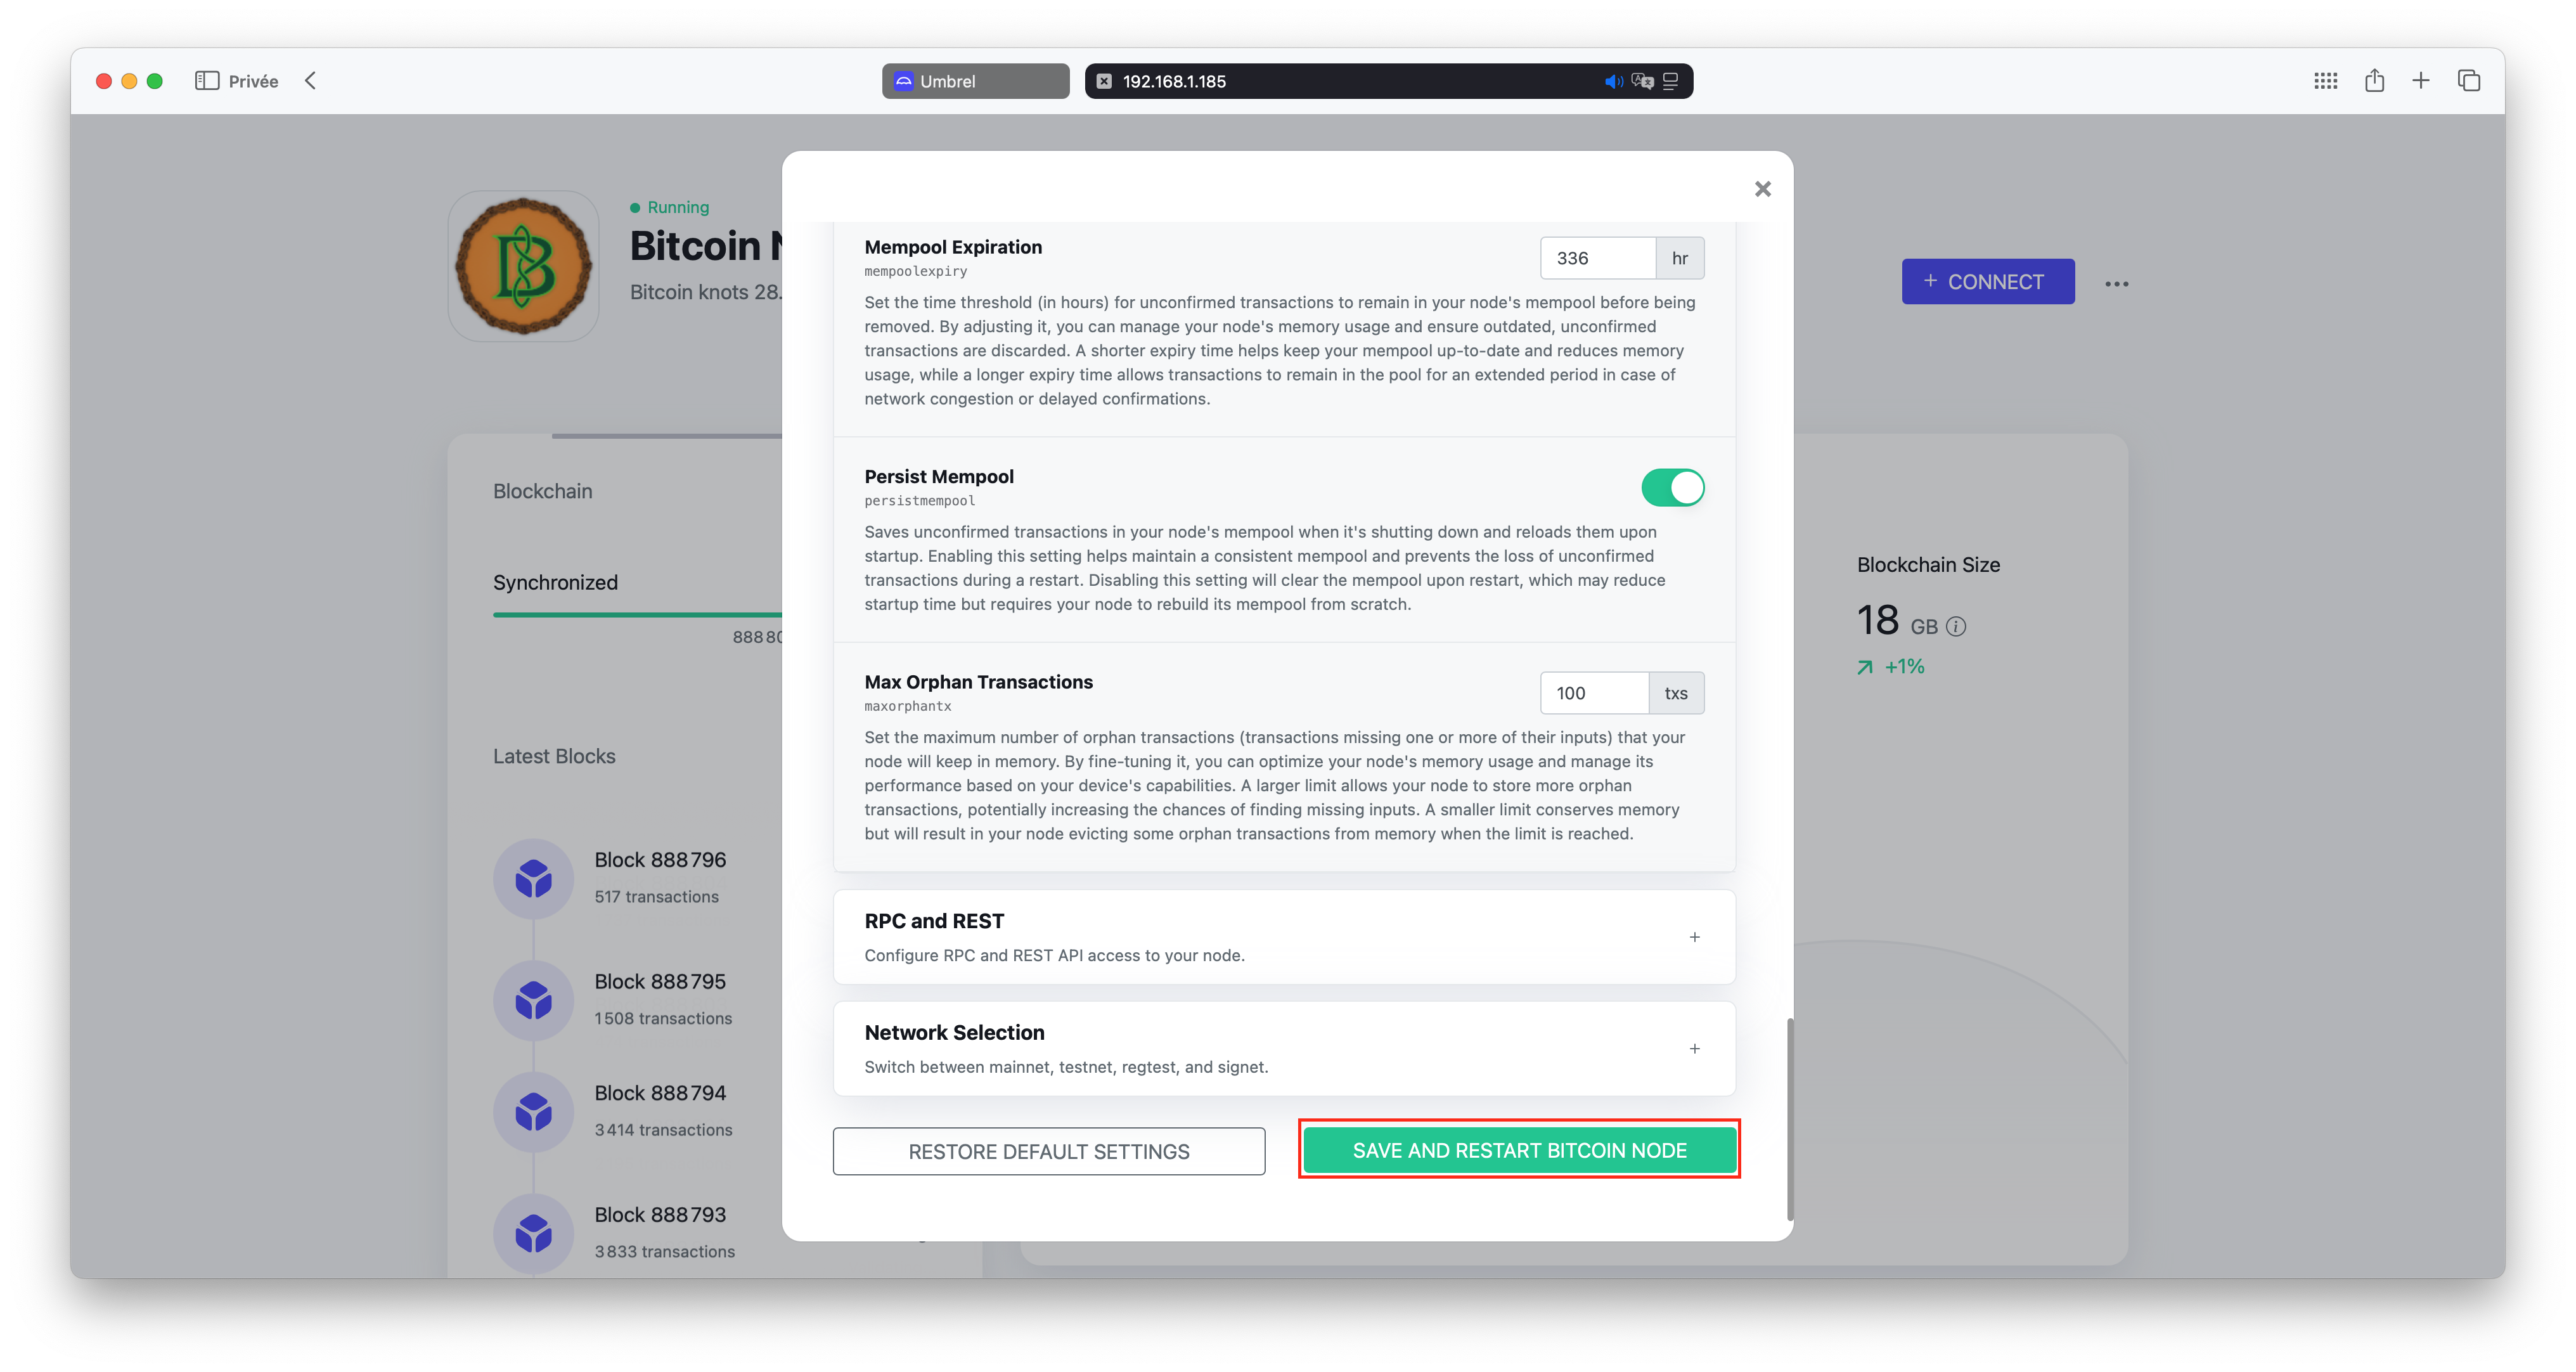 Privée
Umbrel
192.168.1.185
Running
Bitcoin
Bitcoin knots 28.
+ CONNECT
Blockchain
Synchronized
Latest Blocks
Block 888 796
517 transactions
Block 888 795
1 508 transactions
Block 888 794
3 414 transactions
Block 888 793
3 833 transactions
Mempool Expiration
336 hr
mempoolexpiry
Set the time threshold (in hours) for unconfirmed transactions to remain in your node's mempool before being
removed. By adjusting it, you can manage your node's memory usage and ensure outdated, unconfirmed
transactions are discarded. A shorter expiry time helps keep your mempool up-to-date and reduces memory
usage, while a longer expiry time allows transactions to remain in the pool for an extended period in case of
network congestion or delayed confirmations.
Persist Mempool
persistmempool
Saves unconfirmed transactions in your node's mempool when it's shutting down and reloads them upon
startup. Enabling this setting helps maintain a consistent mempool and prevents the loss of unconfirmed
transactions during a restart. Disabling this setting will clear the mempool upon restart, which may reduce
startup time but requires your node to rebuild its mempool from scratch.
Max Orphan Transactions
100 txs
maxorphantx
Set the maximum number of orphan transactions (transactions missing one or more of their inputs) that your
node will keep in memory. By fine-tuning it, you can optimize your node's memory usage and manage its
performance based on your device's capabilities. A larger limit allows your node to store more orphan
transactions, potentially increasing the chances of finding missing inputs. A smaller limit conserves memory
but will result in your node evicting some orphan transactions from memory when the limit is reached.
RPC and REST
Configure RPC and REST API access to your node.
Network Selection
Switch between mainnet, testnet, regtest, and signet.
RESTORE DEFAULT SETTINGS
SAVE AND RESTART BITCOIN NODE
Blockchain Size
18 GB
+1%